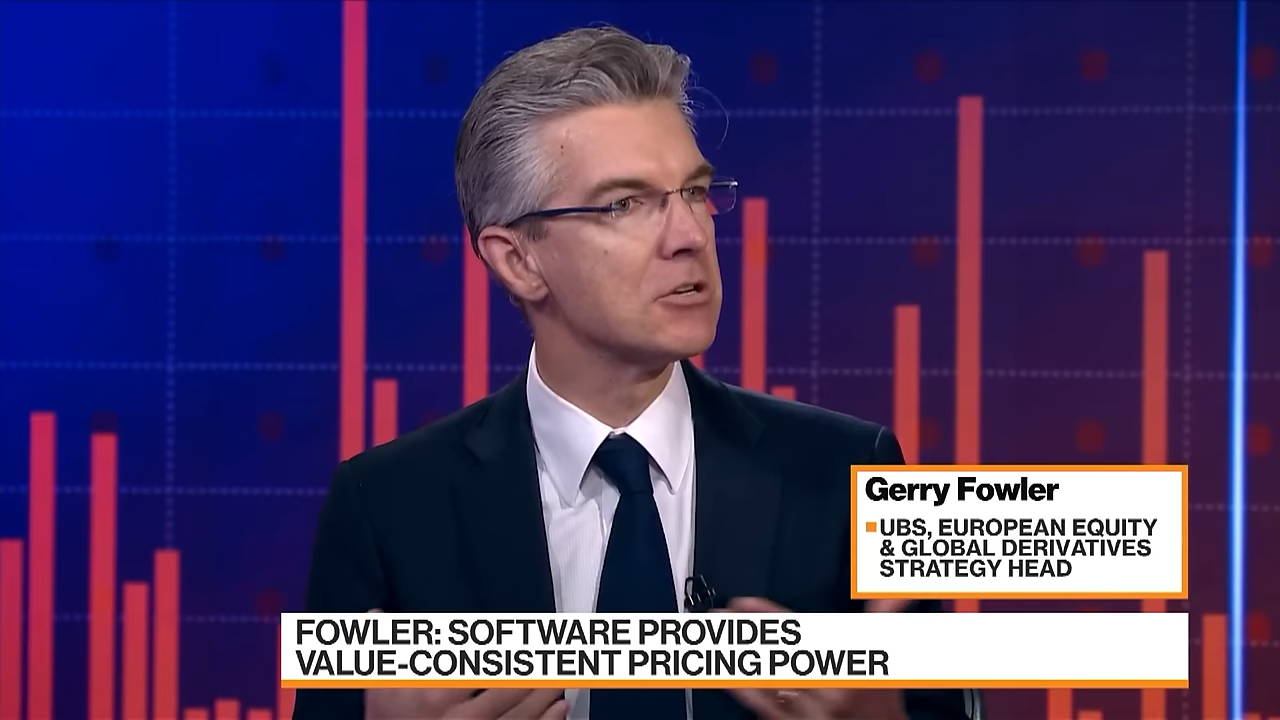 Gerry Fowler
UBS, EUROPEAN EQUITY
& GLOBAL DERIVATIVES
STRATEGY HEAD
FOWLER: SOFTWARE PROVIDES
VALUE-CONSISTENT PRICING POWER